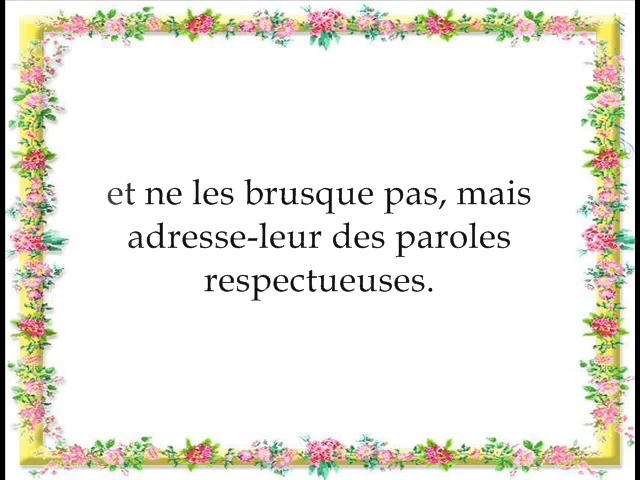 et ne les brusque pas, mais
adresse-leur des paroles
respectueuses.